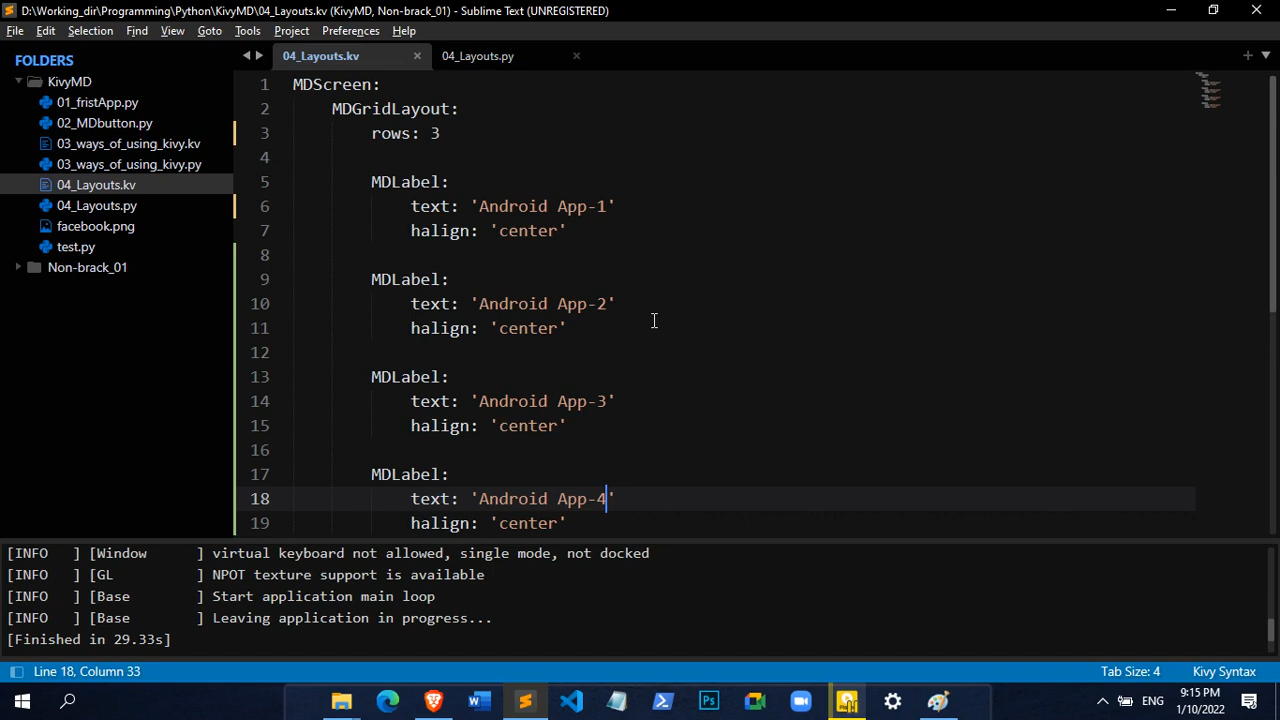 D:\Working_dir\Programming\Python\KivyMD\04_Layouts.kv (KivyMD, Non-brack_01) - Sublime Text (UNREGISTERED)
File Edit Selection Find View Goto Tools Project Preferences Help
FOLDERS
KivyMD
01_fristApp.py
02_MDbutton.py
03_ways_of_using_kivy.kv
03_ways_of_using_kivy.py
04_Layouts.kv
04_Layouts.py
facebook.png
test.py
Non-brack_01
04_Layouts.kv 04_Layouts.py
1 MDScreen:
2 MDGridLayout:
3 rows: 3
4
5 MDLabel:
6 text: 'Android App-1'
7 halign: 'center'
8
9 MDLabel:
10 text: 'Android App-2'
11 halign: 'center'
12
13 MDLabel:
14 text: 'Android App-3'
15 halign: 'center'
16
17 MDLabel:
18 text: 'Android App-4'
19 halign: 'center'
[INFO   ] [Window      ] virtual keyboard not allowed, single mode, not docked
[INFO   ] [GL          ] NPOT texture support is available
[INFO   ] [Base        ] Start application main loop
[INFO   ] [Base        ] Leaving application in progress...
[Finished in 29.33s]
Line 18, Column 33 Tab Size: 4 Kivy Syntax
ENG
9:15 PM
1/10/2022